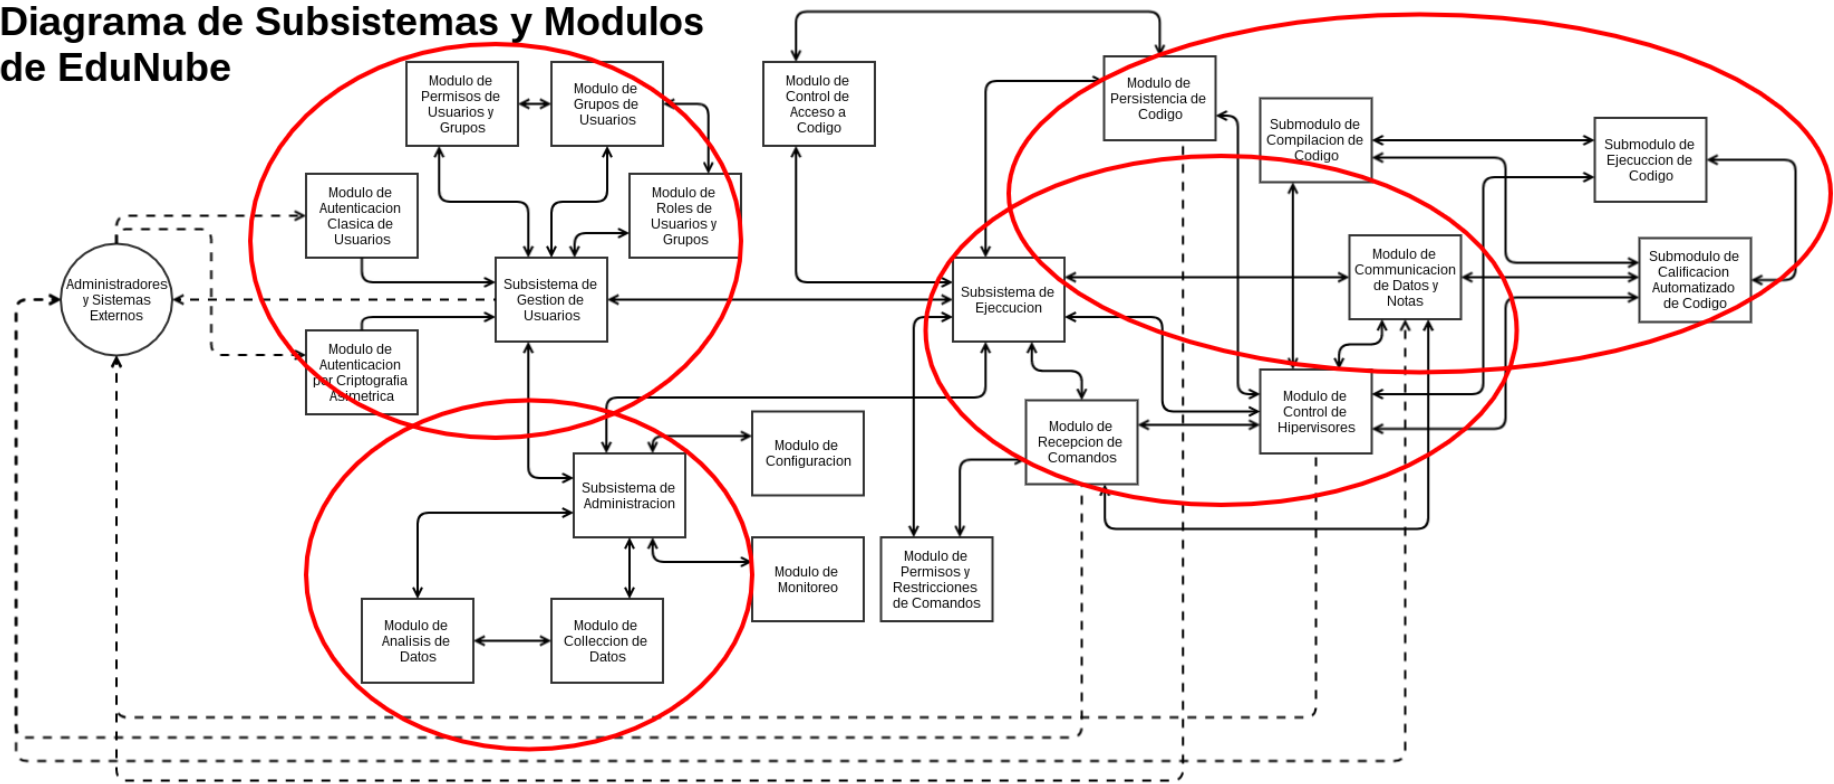 Diagrama de Subsistemas y Modulos
de EduNube
Modulo de
Permisos de
Usuarios y
Grupos
Modulo de
Grupos de
Usuarios
Modulo de
Control de
Acceso a
Codigo
Modulo de
Persistencia de
Codigo
Submodulo de
Compilacion de
Codigo
Submodulo de
Ejecuccion de
Codigo
Modulo de
Autenticacion
Clasica de
Usuarios
Modulo de
Roles de
Usuarios y
Grupos
Administradores
y Sistemas
Externos
Subsistema de
Gestion de
Usuarios
Subsistema de
Ejeccucion
Modulo de
Communicacion
de Datos y
Notas
Submodulo de
Calificacion
Automatizado
de Codigo
Modulo de
Autenticacion
por Criptografia
Asimetrica
Modulo de
Control de
Hipervisores
Modulo de
Recepcion de
Comandos
Modulo de
Configuracion
Subsistema de
Administracion
Modulo de
Monitoreo
Modulo de
Permisos y
Restricciones
de Comandos
Modulo de
Analisis de
Datos
Modulo de
Colleccion de
Datos